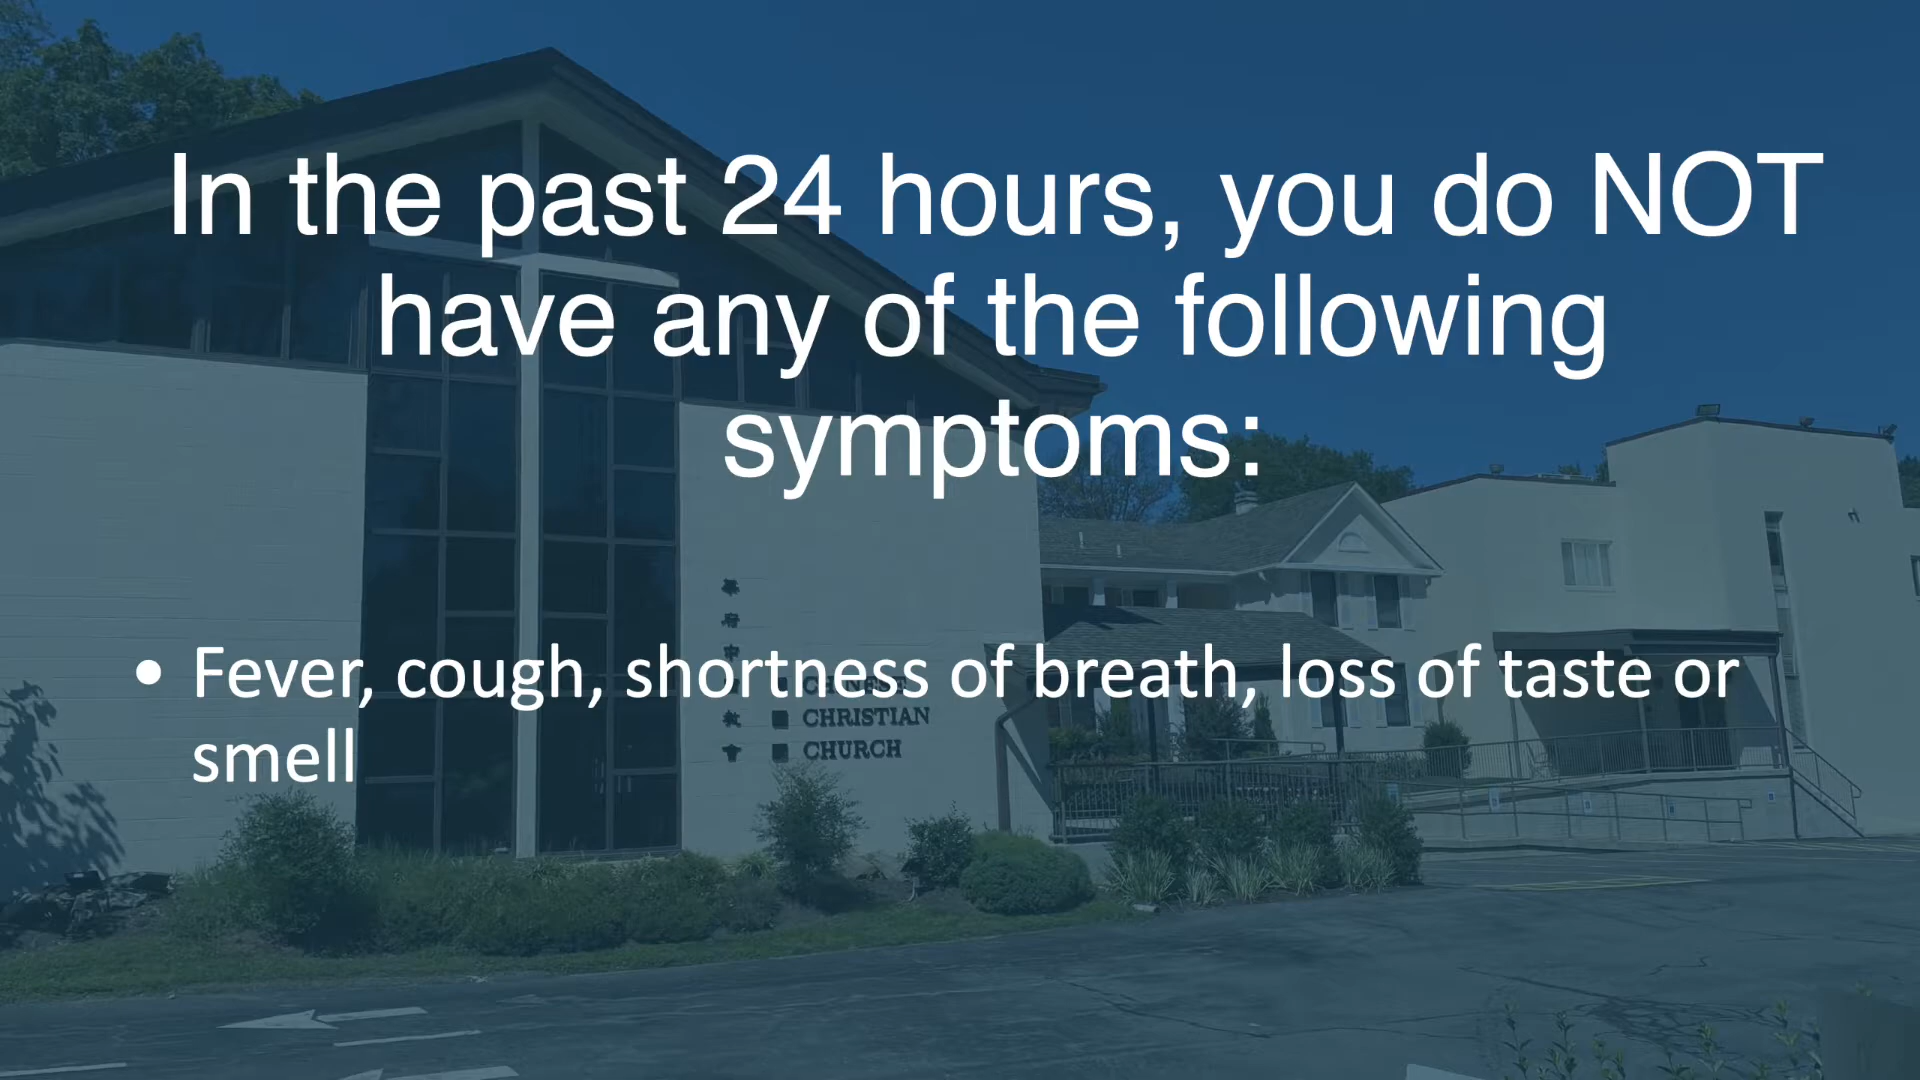 In the past 24 hours, you do NOT
have any of the following
symptoms:
• Fever, cough, shortness of breath, loss of taste or
smell
CHINESE
CHRISTIAN
CHURCH